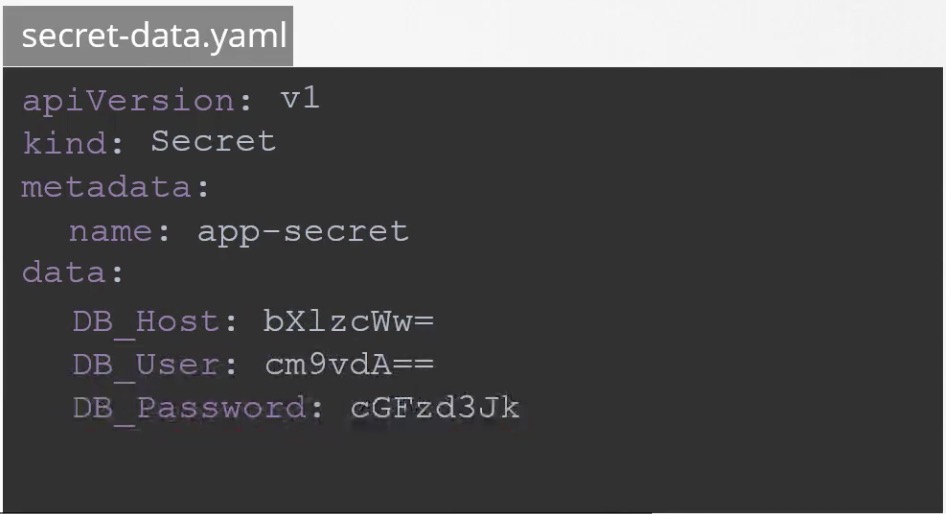 secret-data.yaml
apiVersion: v1
kind: Secret
metadata:
  name: app-secret
data:
  DB_Host: bXlzcWw=
  DB_User: cm9vdA==
  DB_Password: cGFzd3Jk